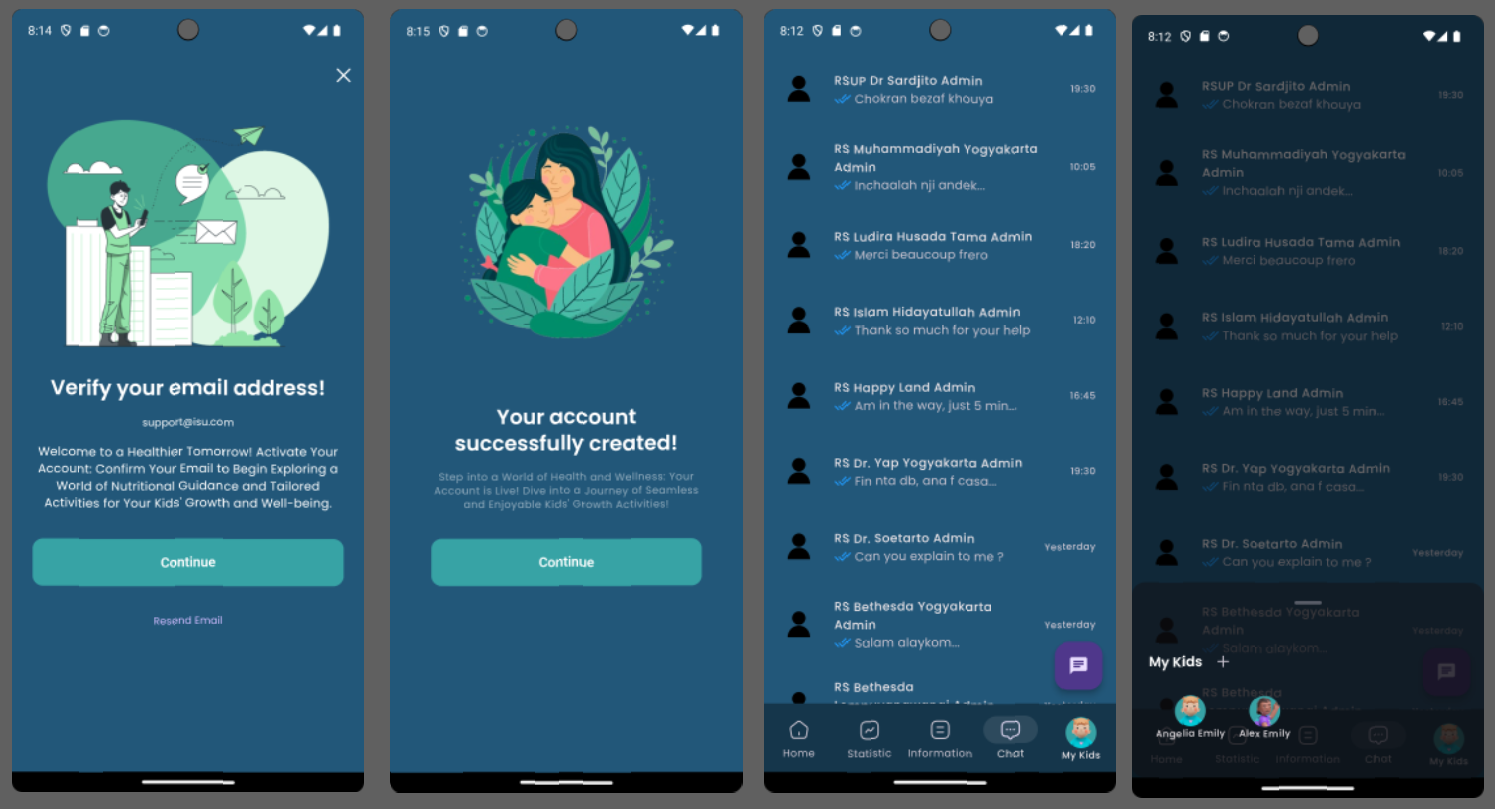 8:14
Verify your email address!
support@isu.com
Welcome to a Healthier Tomorrow! Activate Your
Account: Confirm Your Email to Begin Exploring a
World of Nutritional Guidance and Tailored
Activities for Your Kids' Growth and Well-being.
Continue
Resend Email
8:15
Your account
successfully created!
Step into a World of Health and Wellness: Your
Account is Live! Dive into a Journey of Seamless
and Enjoyable Kids' Growth Activities!
Continue
8:12
RSUP Dr Sardjito Admin
Chokran bezaf khouya
19:30
RS Muhammadiyah Yogyakarta
Admin
Inchaalah nji andek...
10:05
RS Ludira Husada Tama Admin
Merci beaucoup frero
18:20
RS Islam Hidayatullah Admin
Thank so much for your help
12:10
RS Happy Land Admin
Am in the way, just 5 min...
16:45
RS Dr. Yap Yogyakarta Admin
Fin nta db, ana f casa...
19:30
RS Dr. Soetarto Admin
Can you explain to me ?
Yesterday
RS Bethesda Yogyakarta
Admin
Salam alaykom...
Yesterday
RS Bethesda
Home
Statistic
Information
Chat
My Kids
8:12
RSUP Dr Sardjito Admin
Chokran bezaf khouya
19:30
RS Muhammadiyah Yogyakarta
Admin
Inchaalah nji andek...
10:05
RS Ludira Husada Tama Admin
Merci beaucoup frero
18:20
RS Islam Hidayatullah Admin
Thank so much for your help
12:10
RS Happy Land Admin
Am in the way, just 5 min...
16:45
RS Dr. Yap Yogyakarta Admin
Fin nta db, ana f casa...
19:30
RS Dr. Soetarto Admin
Can you explain to me ?
Yesterday
RS Bethesda Yogyakarta
Admin
Salam alaykom...
Yesterday
My Kids +
RS Bethesda
Angelia Emily
Alex Emily
Home
Statistic
Information
Chat
My Kids